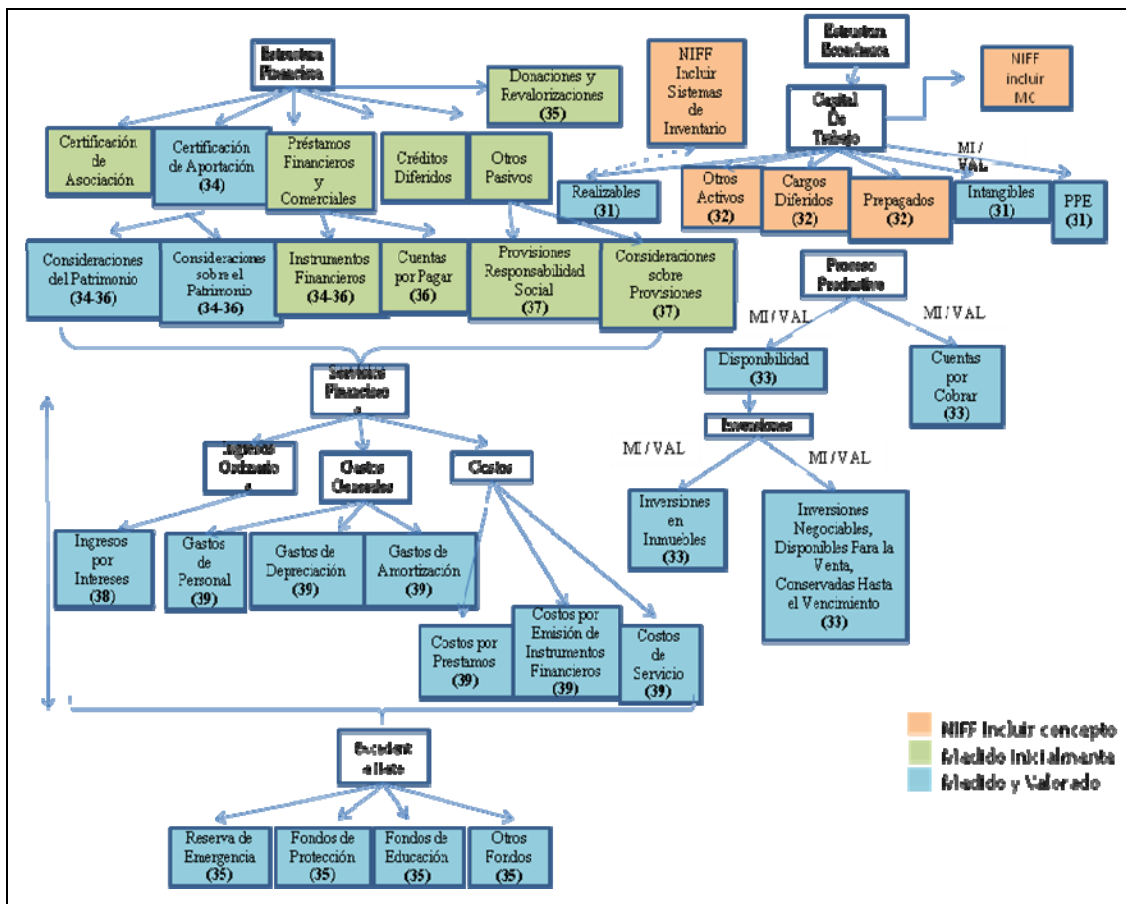 Estructura
Financiera
Donaciones y
Revalorizaciones
(35)
Certificación
de
Asociación
Certificación
de Aportación
(34)
Préstamos
Financieros
y
Comerciales
Créditos
Diferidos
Otros
Pasivos
Consideraciones
del Patrimonio
(34-36)
Consideraciones
sobre el
Patrimonio
(34-36)
Instrumentos
Financieros
(34-36)
Cuentas
por Pagar
(36)
Provisiones
Responsabilidad
Social
(37)
Consideraciones
sobre
Provisiones
(37)
NIFF
Incluir
Sistemas
de
Inventario
Estructura
Económica
Capital
De
Trabajo
NIFF
incluir
MC
MI /
VAL
Realizables
(31)
Otros
Activos
(32)
Cargos
Diferidos
(32)
Prepagados
(32)
Intangibles
(31)
PPE
(31)
Proceso
Productivo
MI / VAL
MI / VAL
Disponibilidad
(33)
Cuentas
por
Cobrar
(33)
Inversiones
MI / VAL
MI / VAL
Inversiones
en
Inmuebles
(33)
Inversiones
Negociables,
Disponibles Para la
Venta,
Conservadas Hasta
el Vencimiento
(33)
Servicios
Financiero
s
Ingresos
Ordinario
s
Gastos
Generales
Costos
Ingresos
por
Intereses
(38)
Gastos
de
Personal
(39)
Gastos de
Depreciación
(39)
Gastos de
Amortización
(39)
Costos por
Prestamos
(39)
Costos por
Emisión de
Instrumentos
Financieros
(39)
Costos
de
Servicio
(39)
Excedent
e Neto
Reserva de
Emergencia
(35)
Fondos de
Protección
(35)
Fondos de
Educación
(35)
Otros
Fondos
(35)
NIFF Incluir concepto
Medido Inicialmente
Medido y Valorado